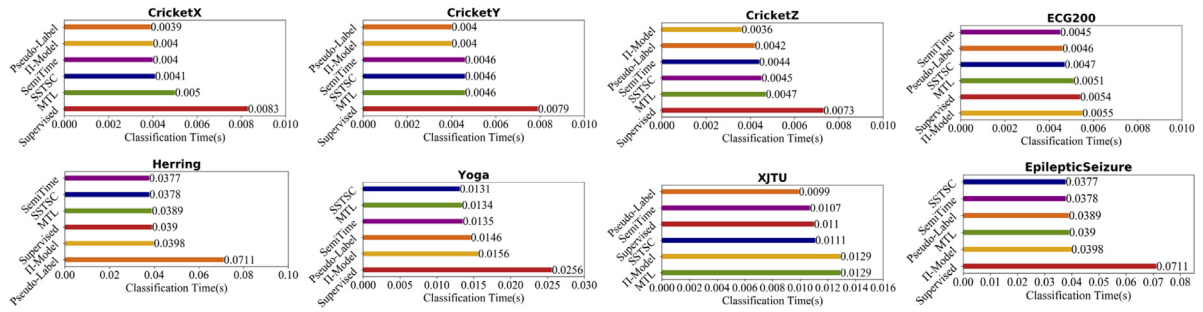 CricketX
Pseudo-Label 0.0039
Π-Model 0.004
SemiTime 0.004
SSTSC 0.0041
MTL 0.005
Supervised 0.0083
0.000 0.002 0.004 0.006 0.008 0.010
Classification Time(s)
CricketY
Pseudo-Label 0.004
Π-Model 0.004
SemiTime 0.0046
SSTSC 0.0046
MTL 0.0046
Supervised 0.0079
0.000 0.002 0.004 0.006 0.008 0.010
Classification Time(s)
CricketZ
Π-Model 0.0036
Pseudo-Label 0.0042
SSTSC 0.0044
SemiTime 0.0045
MTL 0.0047
Supervised 0.0073
0.000 0.002 0.004 0.006 0.008 0.010
Classification Time(s)
ECG200
SemiTime 0.0045
Pseudo-Label 0.0046
SSTSC 0.0047
MTL 0.0051
Supervised 0.0054
Π-Model 0.0055
0.000 0.002 0.004 0.006 0.008 0.010
Classification Time(s)
Herring
SemiTime 0.0377
SSTSC 0.0378
MTL 0.0389
Supervised 0.039
Π-Model 0.0398
Pseudo-Label 0.0711
0.00 0.02 0.04 0.06 0.08 0.10
Classification Time(s)
Yoga
SSTSC 0.0131
MTL 0.0134
SemiTime 0.0135
Pseudo-Label 0.0146
Π-Model 0.0156
Supervised 0.0256
0.000 0.005 0.010 0.015 0.020 0.025 0.030
Classification Time(s)
XJTU
Pseudo-Label 0.0099
SemiTime 0.0107
Supervised 0.011
SSTSC 0.0111
Π-Model 0.0129
MTL 0.0129
0.000 0.002 0.004 0.006 0.008 0.010 0.012 0.014 0.016
Classification Time(s)
EpilepticSeizure
SSTSC 0.0377
SemiTime 0.0378
Pseudo-Label 0.0389
MTL 0.039
Π-Model 0.0398
Supervised 0.0711
0.00 0.01 0.02 0.03 0.04 0.05 0.06 0.07 0.08
Classification Time(s)